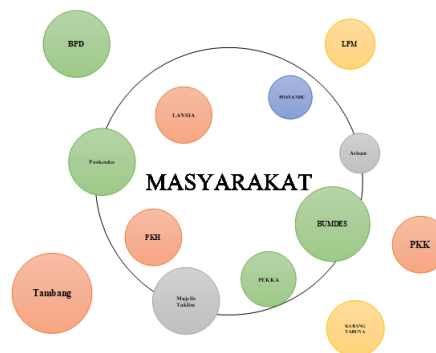 BPD
LPM
POSYANDU
LANSIA
Arisan
Poskesdes
MASYARAKAT
BUMDES
PKH
PKK
PEKKA
Tambang
Majelis
Taklim
KARANG
TARUNA